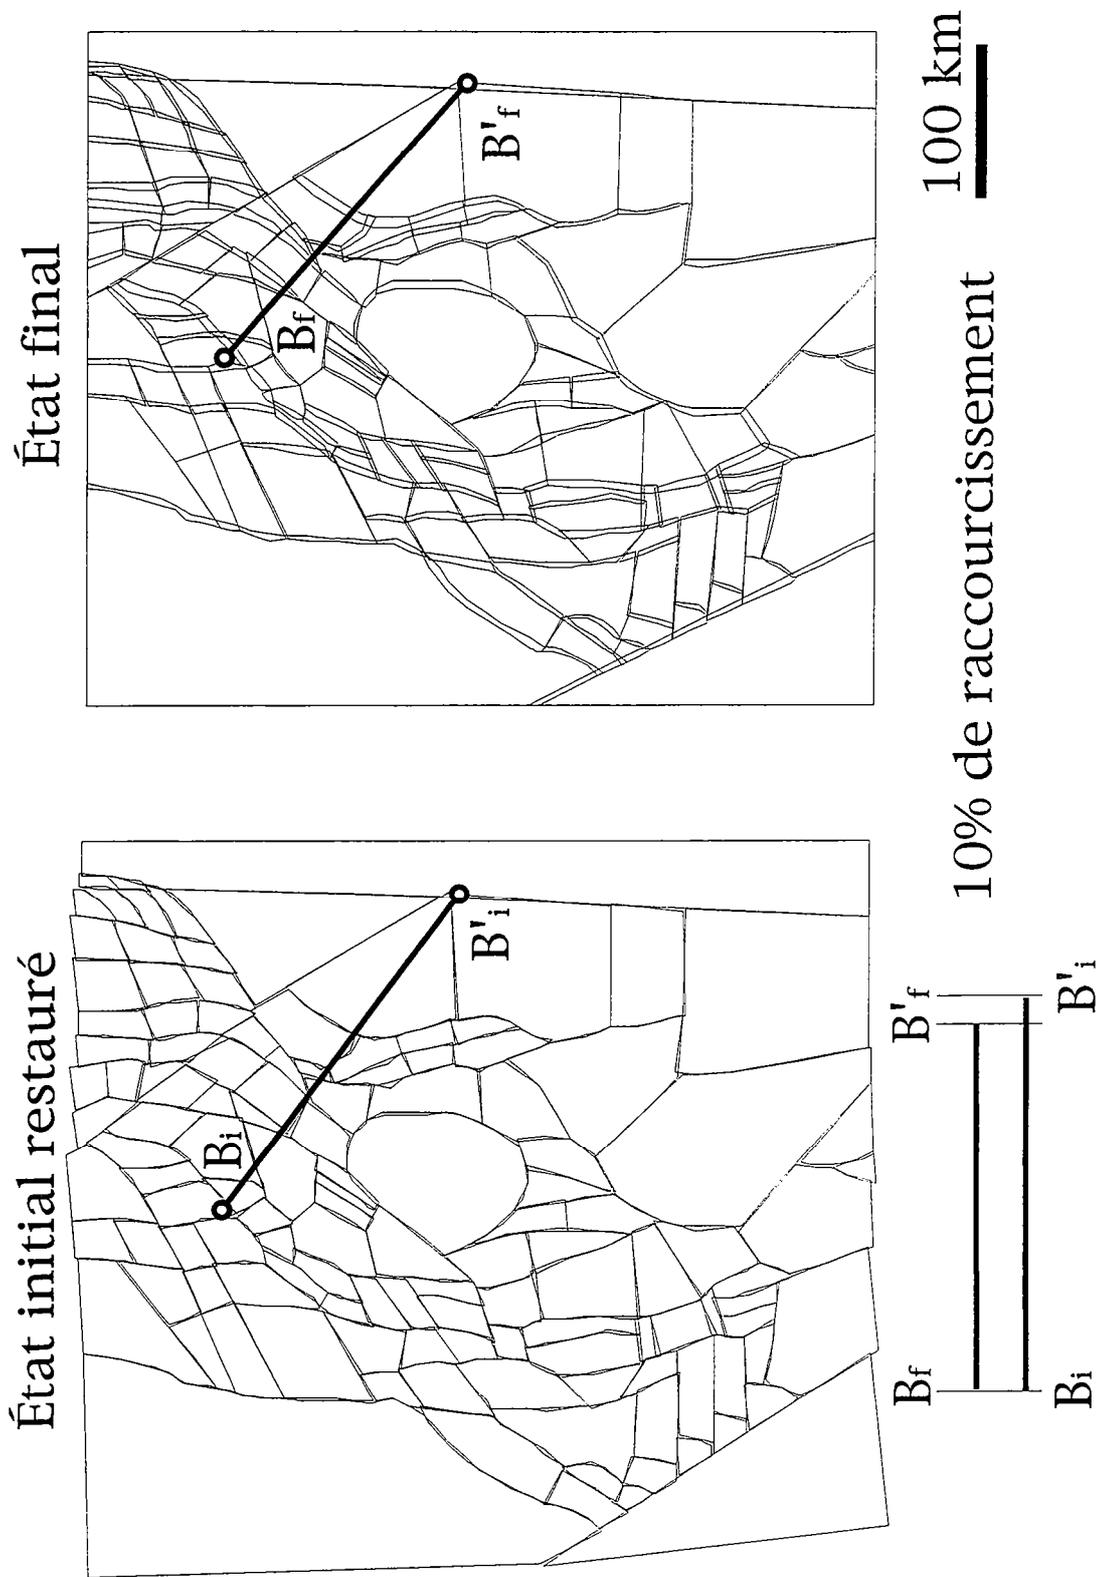 État initial restauré
État final
Bi
B'i
Bf
B'f
Bf
B'f
Bi
B'i
10% de raccourcissement
100 km